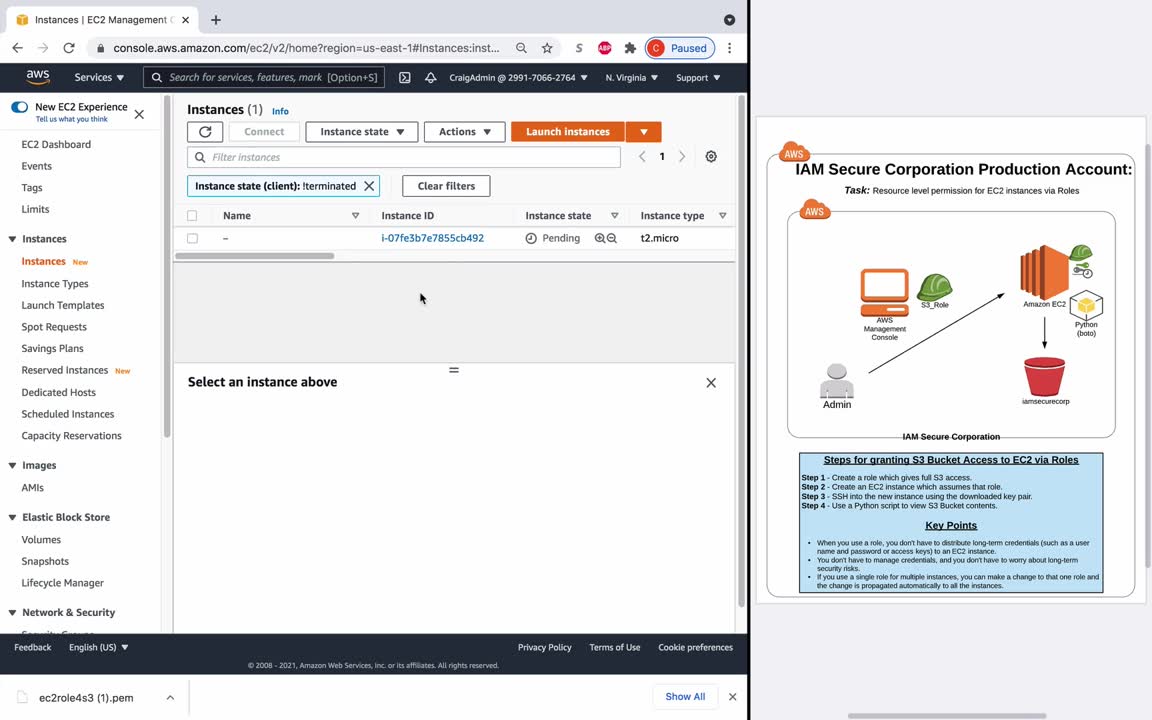 Instances | EC2 Management C
console.aws.amazon.com/ec2/v2/home?region=us-east-1#Instances:inst...
S
ABP
C Paused
aws
Services
Search for services, features, mark [Option+S]
CraigAdmin @ 2991-7066-2764
N. Virginia
Support
New EC2 Experience
Tell us what you think
EC2 Dashboard
Events
Tags
Limits
Instances
Instances New
Instance Types
Launch Templates
Spot Requests
Savings Plans
Reserved Instances New
Dedicated Hosts
Scheduled Instances
Capacity Reservations
Images
AMIs
Elastic Block Store
Volumes
Snapshots
Lifecycle Manager
Network & Security
Security Groups
Instances (1) Info
Connect
Instance state
Actions
Launch instances
Filter instances
1
Instance state (client): !terminated
Clear filters
Name
Instance ID
Instance state
Instance type
– i-07fe3b7e7855cb492 Pending t2.micro
Select an instance above
Feedback
English (US)
Privacy Policy
Terms of Use
Cookie preferences
© 2008 - 2021, Amazon Web Services, Inc. or its affiliates. All rights reserved.
ec2role4s3 (1).pem
Show All
AWS
IAM Secure Corporation Production Account:
Task: Resource level permission for EC2 instances via Roles
AWS
AWS
Management
Console
S3_Role
Amazon EC2
Python
(boto)
iamsecurecorp
Admin
IAM Secure Corporation
Steps for granting S3 Bucket Access to EC2 via Roles
Step 1 - Create a role which gives full S3 access.
Step 2 - Create an EC2 instance which assumes that role.
Step 3 - SSH into the new instance using the downloaded key pair.
Step 4 - Use a Python script to view S3 Bucket contents.
Key Points
• When you use a role, you don't have to distribute long-term credentials (such as a user
name and password or access keys) to an EC2 instance.
• You don't have to manage credentials, and you don't have to worry about long-term
security risks.
• If you use a single role for multiple instances, you can make a change to that one role and
the change is propagated automatically to all the instances.